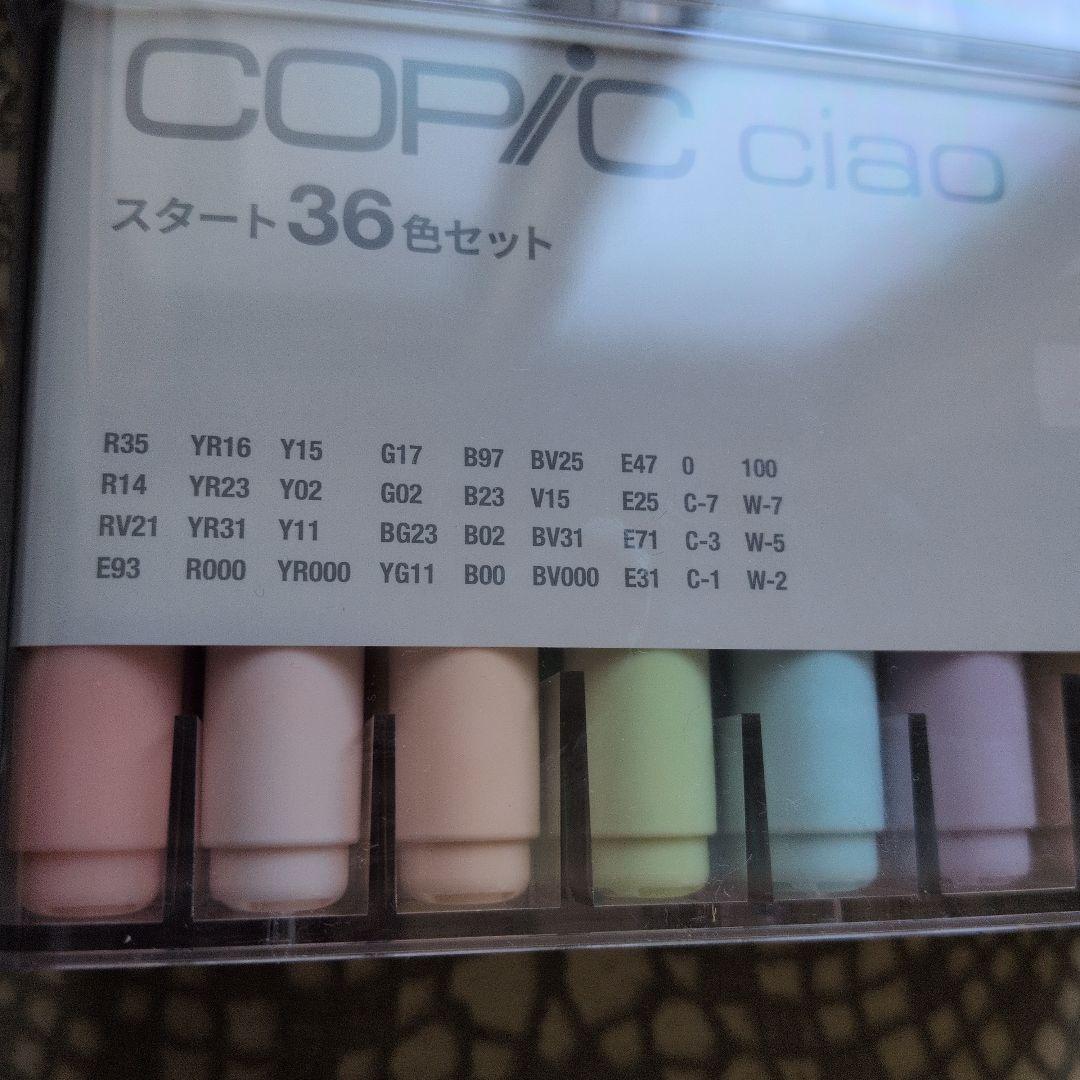 COPiC ciao
スタート36色セット
R35 YR16 Y15 G17 B97 BV25 E47 0 100
R14 YR23 Y02 G02 B23 V15 E25 C-7 W-7
RV21 YR31 Y11 BG23 B02 BV31 E71 C-3 W-5
E93 R000 YR000 YG11 B00 BV000 E31 C-1 W-2